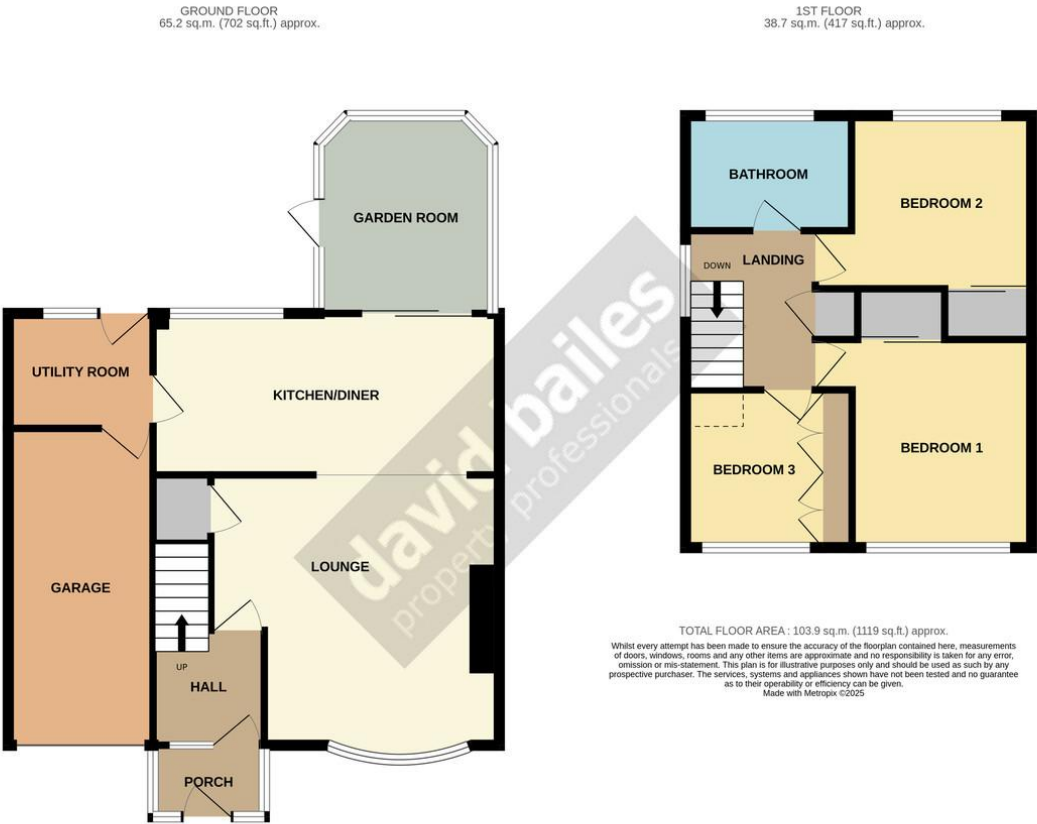 GROUND FLOOR
65.2 sq.m. (702 sq.ft.) approx.
GARDEN ROOM
UTILITY ROOM
KITCHEN/DINER
GARAGE
LOUNGE
UP
HALL
PORCH
1ST FLOOR
38.7 sq.m. (417 sq.ft.) approx.
BATHROOM
BEDROOM 2
DOWN
LANDING
BEDROOM 3
BEDROOM 1
david bailes
property professionals
TOTAL FLOOR AREA : 103.9 sq.m. (1119 sq.ft.) approx.
Whilst every attempt has been made to ensure the accuracy of the floorplan contained here, measurements
of doors, windows, rooms and any other items are approximate and no responsibility is taken for any error,
omission or mis-statement. This plan is for illustrative purposes only and should be used as such by any
prospective purchaser. The services, systems and appliances shown have not been tested and no guarantee
as to their operability or efficiency can be given.
Made with Metropix ©2025